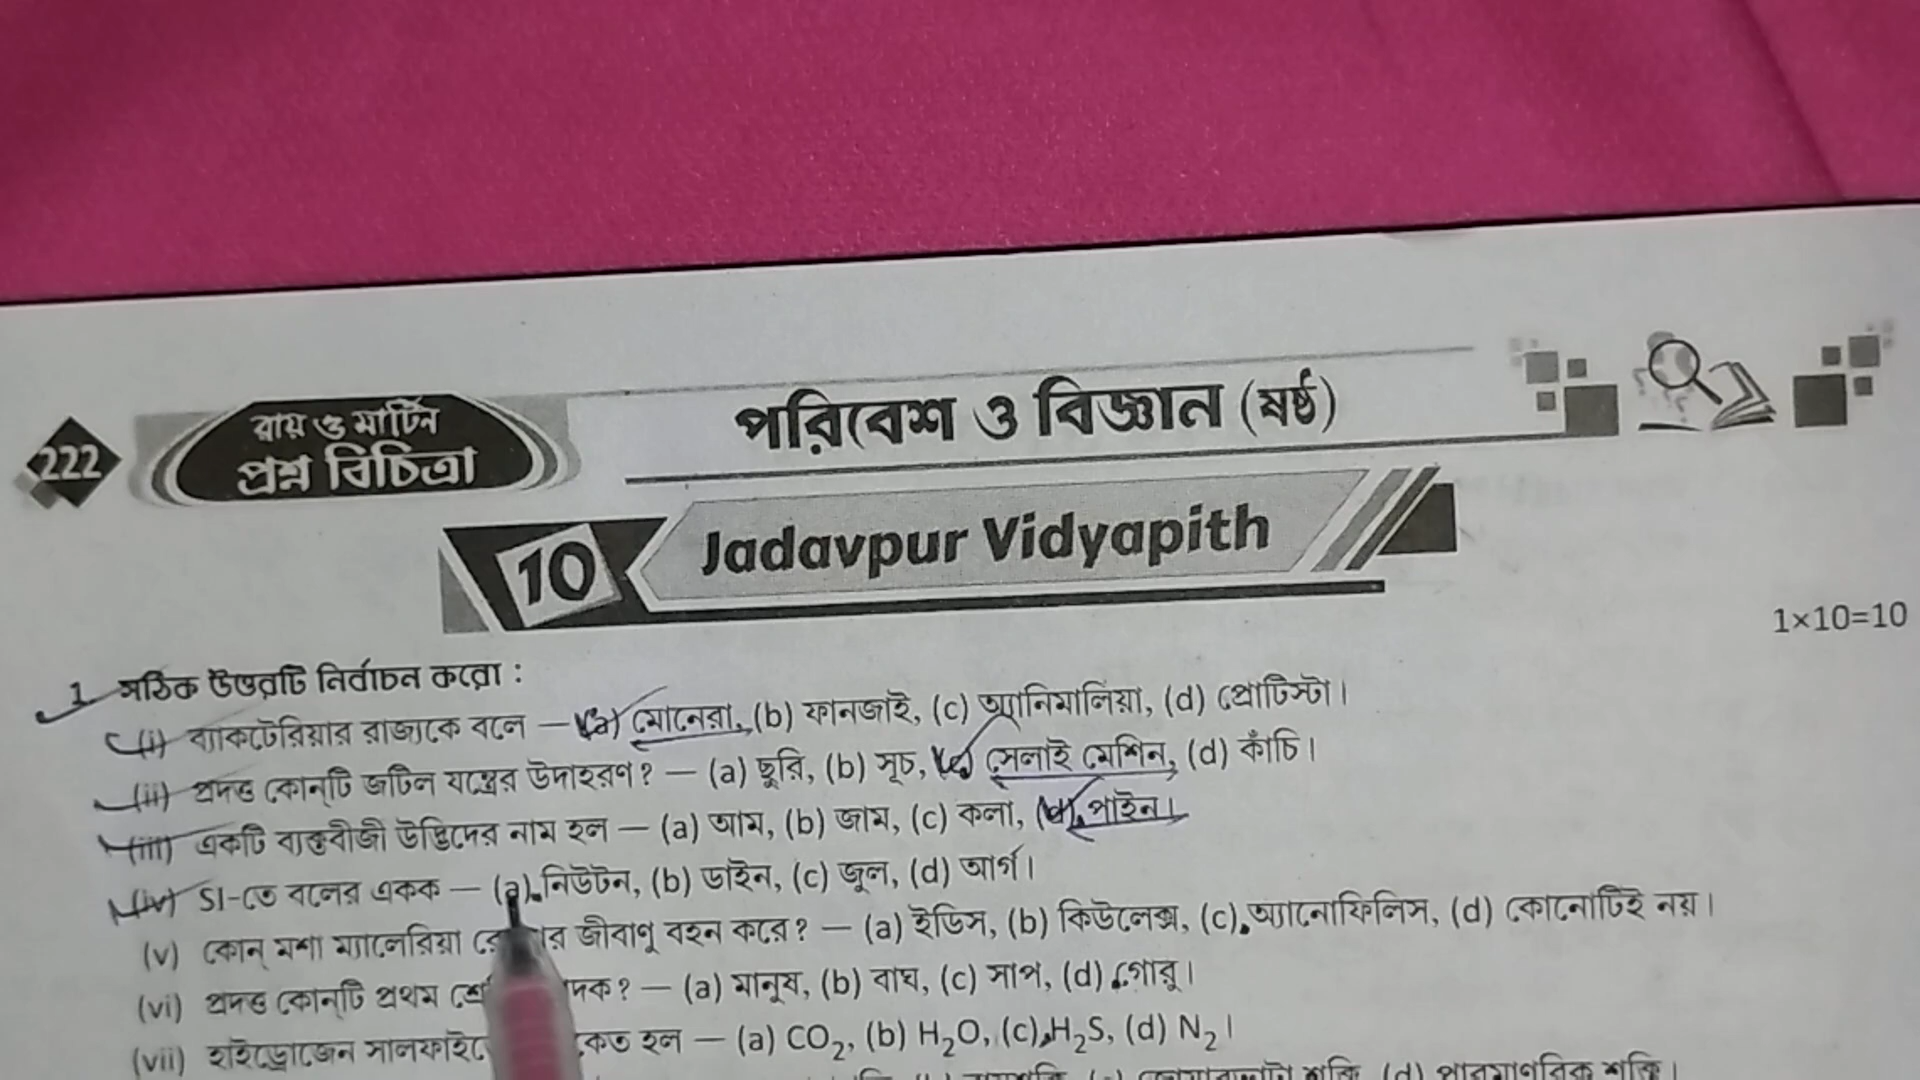 222
রায় ও মার্টিন
প্রশ্ন বিচিত্রা
পরিবেশ ও বিজ্ঞান (ষষ্ঠ)
10 Jadavpur Vidyapith
1×10=10
1 সঠিক উত্তরটি নির্বাচন করো :
(i) ব্যাকটেরিয়ার রাজ্যকে বলে — (a) মোনেরা, (b) ফানজাই, (c) অ্যানিমালিয়া, (d) প্রোটিস্টা।
(ii) প্রদত্ত কোন্‌টি জটিল যন্ত্রের উদাহরণ? — (a) ছুরি, (b) সূচ, (c) সেলাই মেশিন, (d) কাঁচি।
(iii) একটি ব্যক্তবীজী উদ্ভিদের নাম হল — (a) আম, (b) জাম, (c) কলা, (d) পাইন।
(iv) SI-তে বলের একক — (a) নিউটন, (b) ডাইন, (c) জুল, (d) আর্গ।
(v) কোন্ মশা ম্যালেরিয়া জীবাণু বহন করে? — (a) ইডিস, (b) কিউলেক্স, (c) অ্যানোফিলিস, (d) কোনোটিই নয়।
(vi) প্রদত্ত কোন্‌টি প্রথম — (a) মানুষ, (b) বাঘ, (c) সাপ, (d) গোরু।
(vii) হাইড্রোজেন হল — (a) CO₂, (b) H₂O, (c) H₂S, (d) N₂।
(d) পারমাণবিক শক্তি।